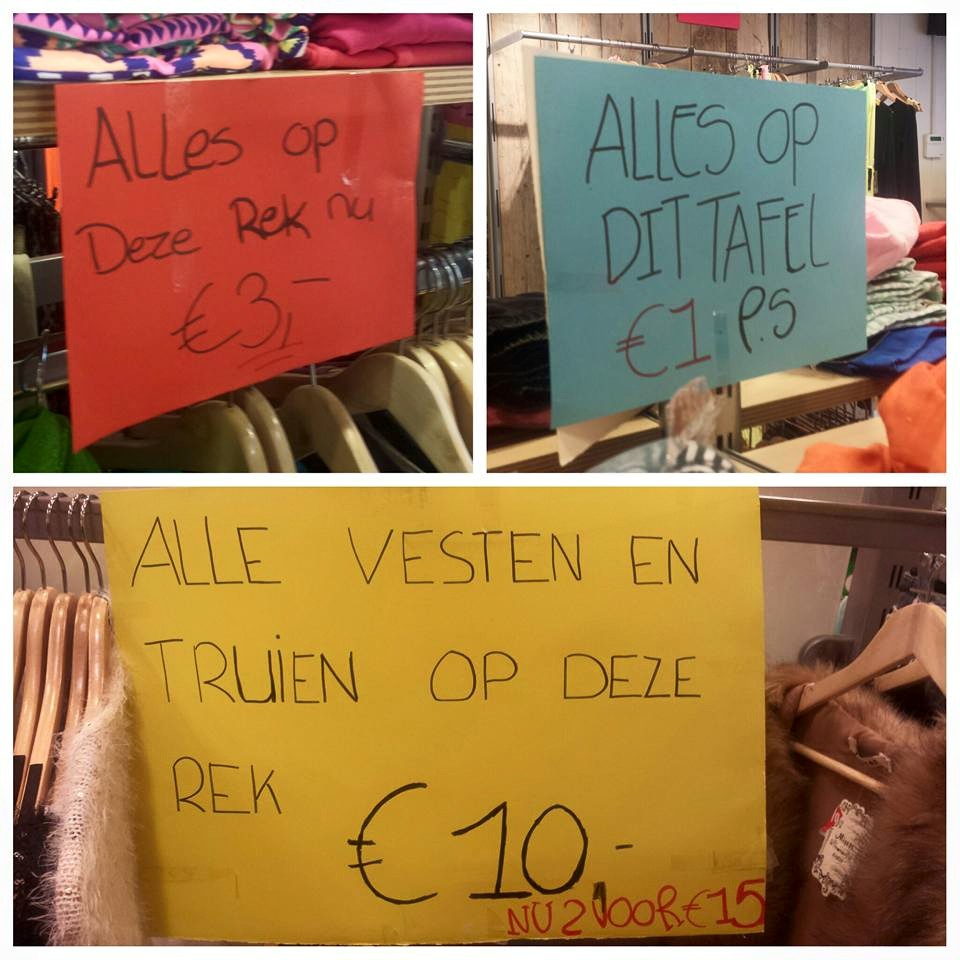 ALLes op
Deze Rek nu
€3,-
ALLES OP
DIT TAFEL
€1 P.S
ALLE VESTEN EN
TRUIEN OP DEZE
REK
€10,-
NU 2 VOOR €15